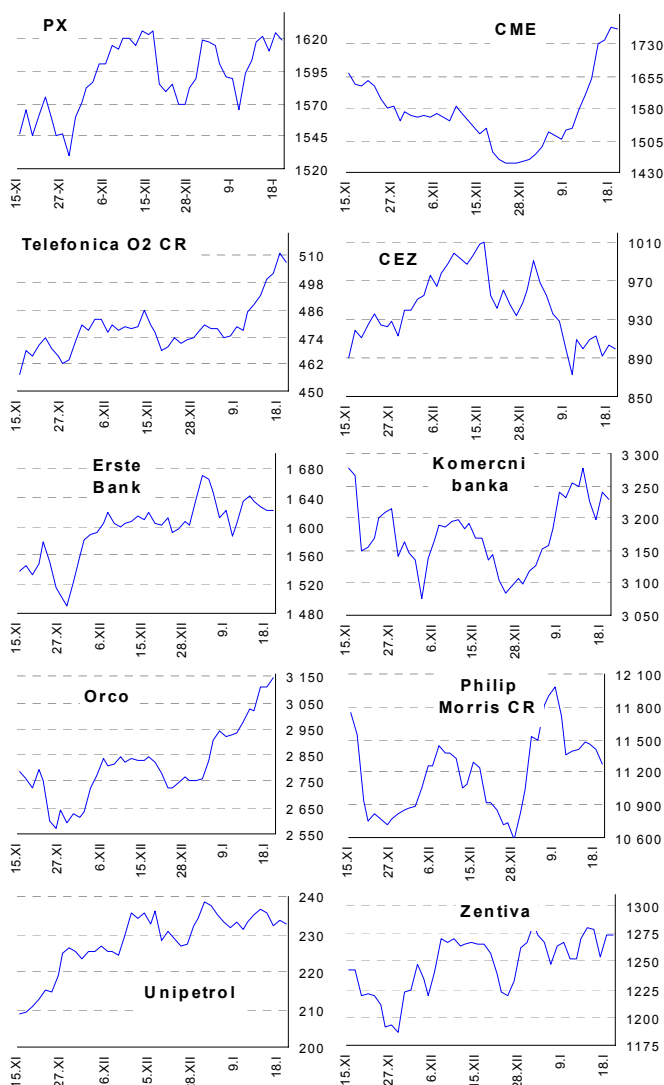 PX
1620
1595
1570
1545
1520
15-XI
27-XI
6-XII
15-XII
28-XII
9-I
18-I
CME
1730
1655
1580
1505
1430
15.XI
27.XI
6.XII
15.XII
28.XII
9.I
18.I
Telefonica O2 CR
510
498
486
474
462
450
15.XI
27.XI
6.XII
15.XII
28.XII
9.I
18.I
CEZ
1010
970
930
890
850
15.XI
27.XI
6.XII
15.XII
28.XII
9.I
18.I
Erste
Bank
1 680
1 640
1 600
1 560
1 520
1 480
15.XI
27.XI
6.XII
15.XII
28.XII
9.I
18.I
Komercni
banka
3 300
3 250
3 200
3 150
3 100
3 050
15.XI
27.XI
6.XII
15.XII
28.XII
9.I
18.I
Orco
3 150
3 050
2 950
2 850
2 750
2 650
2 550
15.XI
27.XI
6.XII
15.XII
28.XII
9.I
18.I
Philip
Morris CR
12 100
11 800
11 500
11 200
10 900
10 600
15.XI
27.XI
6.XII
15.XII
28.XII
9.I
18.I
Unipetrol
240
230
220
210
200
15.XI
27.XI
6.XII
15.XII
28.XII
9.I
18.I
Zentiva
1300
1275
1250
1225
1200
1175
15.XI
27.XI
6.XII
15.XII
28.XII
9.I
18.I